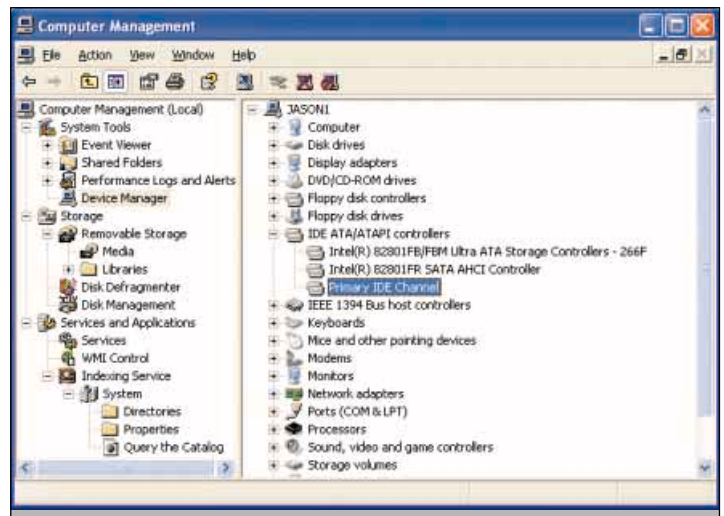 Computer Management
File Action View Window Help
Computer Management (Local)
System Tools
Event Viewer
Shared Folders
Performance Logs and Alerts
Device Manager
Storage
Removable Storage
Media
Libraries
Disk Defragmenter
Disk Management
Services and Applications
Services
WMI Control
Indexing Service
System
Directories
Properties
Query the Catalog
JASON1
Computer
Disk drives
Display adapters
DVD/CD-ROM drives
Floppy disk controllers
Floppy disk drives
IDE ATA/ATAPI controllers
Intel(R) 82801FB/FBM Ultra ATA Storage Controllers - 266F
Intel(R) 82801FR SATA AHCI Controller
Primary IDE Channel
IEEE 1394 Bus host controllers
Keyboards
Mice and other pointing devices
Modems
Monitors
Network adapters
Ports (COM & LPT)
Processors
Sound, video and game controllers
Storage volumes